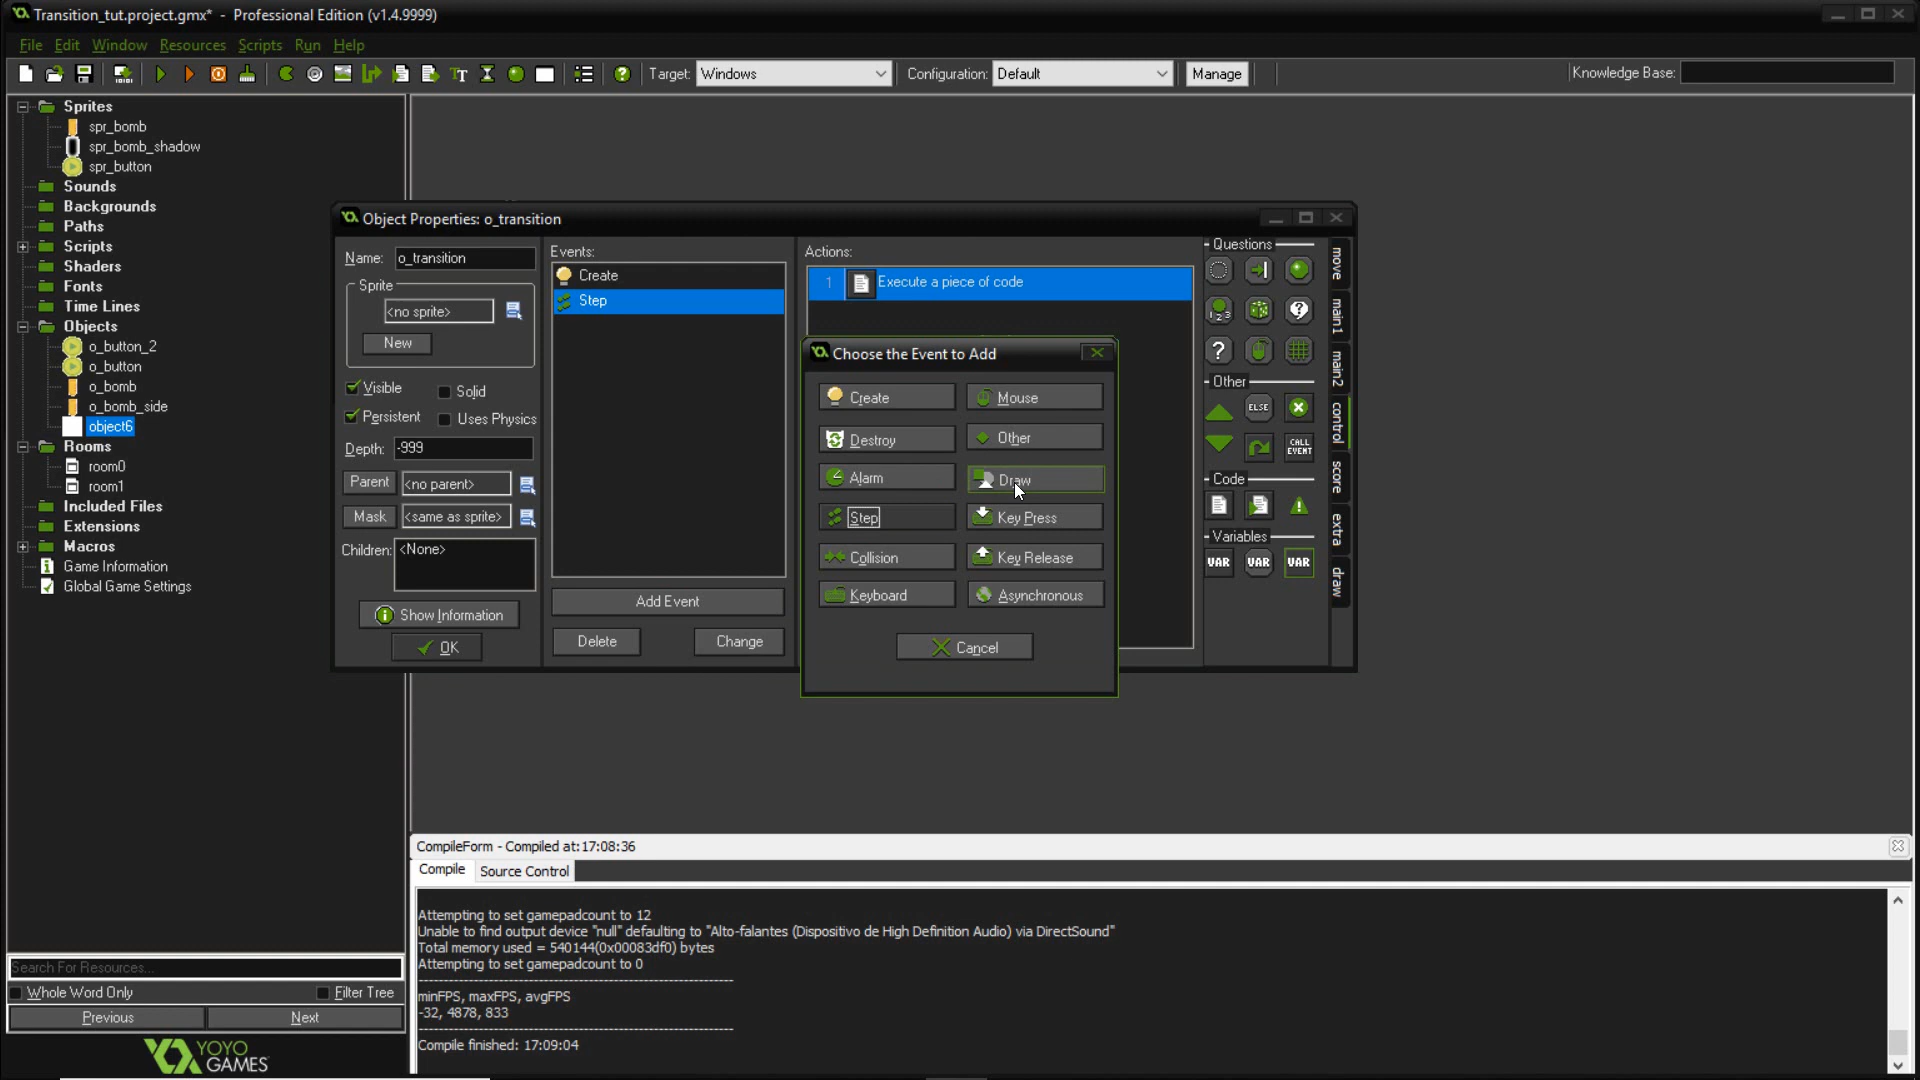 Transition_tut.project.gmx* - Professional Edition (v1.4.9999)
File Edit Window Resources Scripts Run Help
Target: Windows Configuration: Default Manage Knowledge Base:
Sprites
spr_bomb
spr_bomb_shadow
spr_button
Sounds
Backgrounds
Paths
Scripts
Shaders
Fonts
Time Lines
Objects
o_button_2
o_button
o_bomb
o_bomb_side
object6
Rooms
room0
room1
Included Files
Extensions
Macros
Game Information
Global Game Settings
Search For Resources...
Whole Word Only Filter Tree
Previous Next
YOYO
GAMES
Object Properties: o_transition
Name: o_transition
Sprite
<no sprite>
New
Visible Solid
Persistent Uses Physics
Depth: -999
Parent <no parent>
Mask <same as sprite>
Children: <None>
Show Information
OK
Events:
Create
Step
Add Event
Delete Change
Actions:
1 Execute a piece of code
Choose the Event to Add
Create Mouse
Destroy Other
Alarm Draw
Step Key Press
Collision Key Release
Keyboard Asynchronous
Cancel
Questions
1 2 3
?
?
Other
ELSE
CALL
EVENT
Code
Variables
VAR VAR VAR
move
main1
main2
control
score
extra
draw
CompileForm - Compiled at:17:08:36
Compile Source Control
Attempting to set gamepadcount to 12
Unable to find output device "null" defaulting to "Alto-falantes (Dispositivo de High Definition Audio) via DirectSound"
Total memory used = 540144(0x00083df0) bytes
Attempting to set gamepadcount to 0
minFPS, maxFPS, avgFPS
-32, 4878, 833
Compile finished: 17:09:04